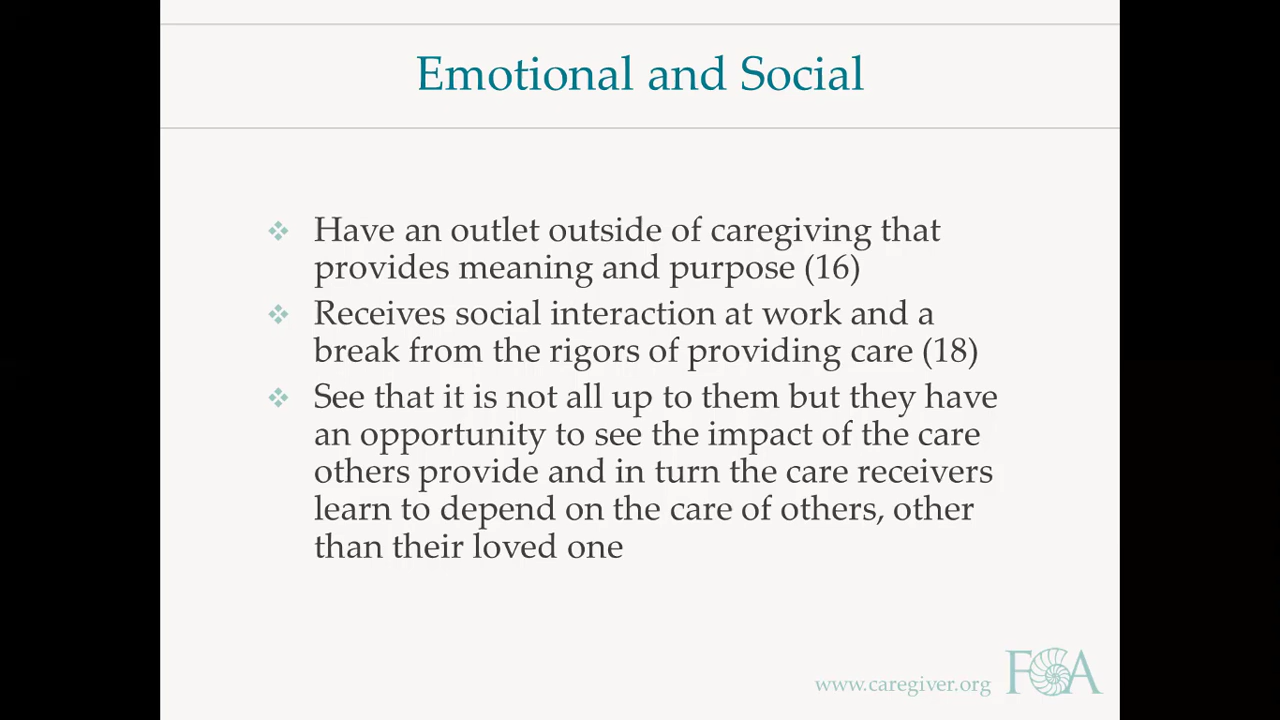 Emotional and Social
❖ Have an outlet outside of caregiving that
provides meaning and purpose (16)
❖ Receives social interaction at work and a
break from the rigors of providing care (18)
❖ See that it is not all up to them but they have
an opportunity to see the impact of the care
others provide and in turn the care receivers
learn to depend on the care of others, other
than their loved one
www.caregiver.org FCA